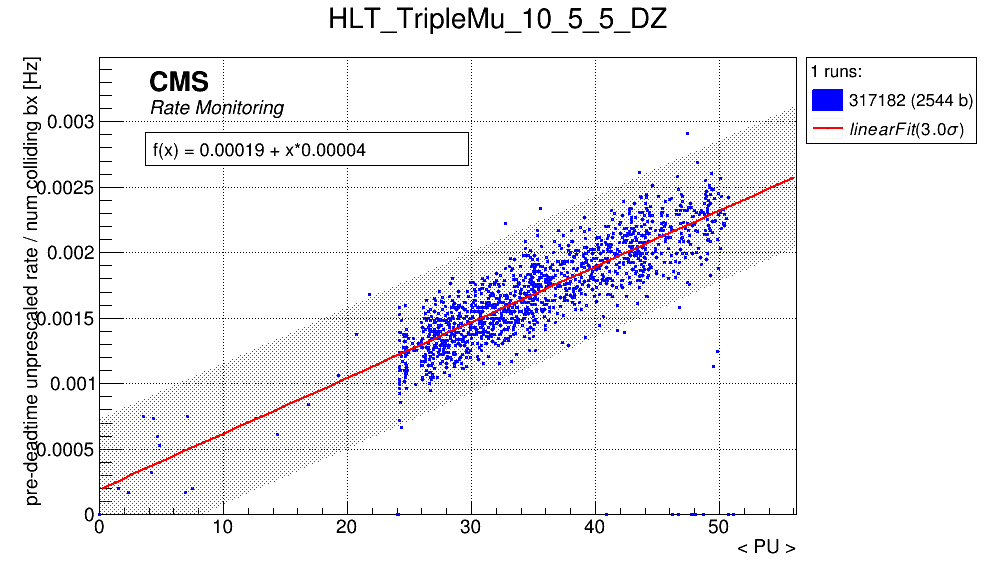 HLT_TripleMu_10_5_5_DZ
pre-deadtime unprescaled rate / num colliding bx [Hz]
CMS
Rate Monitoring
f(x) = 0.00019 + x*0.00004
1 runs:
317182 (2544 b)
linearFit(3.0σ)
0.003
0.0025
0.002
0.0015
0.001
0.0005
0
0 10 20 30 40 50
< PU >